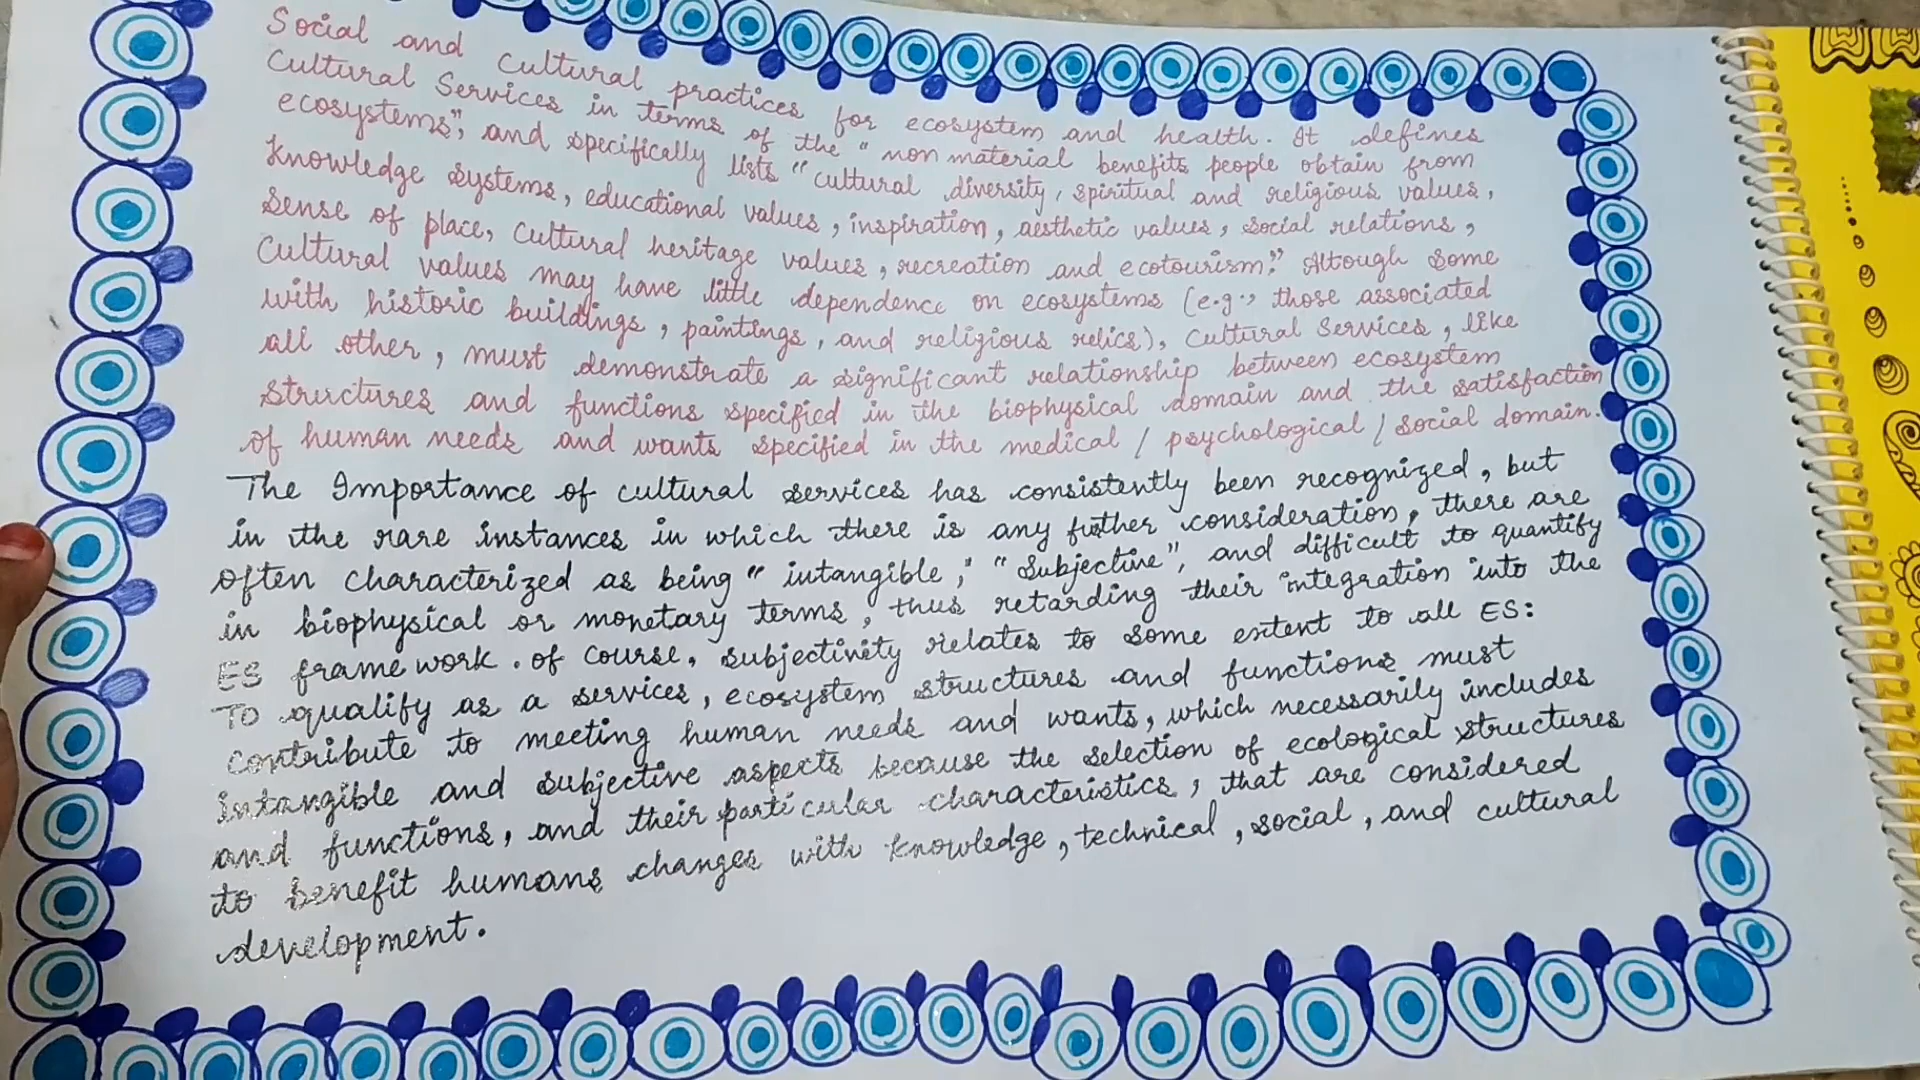 Social and Cultural practices for ecosystem and health. It defines
Cultural Services in terms of the "non material benefits people obtain from
ecosystems", and specifically lists "cultural diversity, spiritual and religious values,
Knowledge systems, educational values, inspiration, aesthetic values, social relations,
Sense of place, Cultural heritage values, recreation and ecotourism." Altough some
Cultural values may have little dependence on ecosystems (e.g., those associated
with historic buildings, paintings, and religious relics), Cultural Services, like
all other, must demonstrate a significant relationship between ecosystem
structures and functions specified in the biophysical domain and the satisfaction
of human needs and wants specified in the medical / psychological / social domain.
The Importance of cultural services has consistently been recognized, but
in the rare instances in which there is any futher consideration, there are
often characterized as being "intangible," "Subjective", and difficult to quantify
in biophysical or monetary terms, thus retarding their integration into the
ES frame work. of course, subjectivity relates to some extent to all ES:
To qualify as a services, ecosystem structures and functions must
contribute to meeting human needs and wants, which necessarily includes
intangible and subjective aspects because the selection of ecological structures
and functions, and their particular characteristics, that are considered
to benefit humans changes with knowledge, technical, social, and cultural
development.